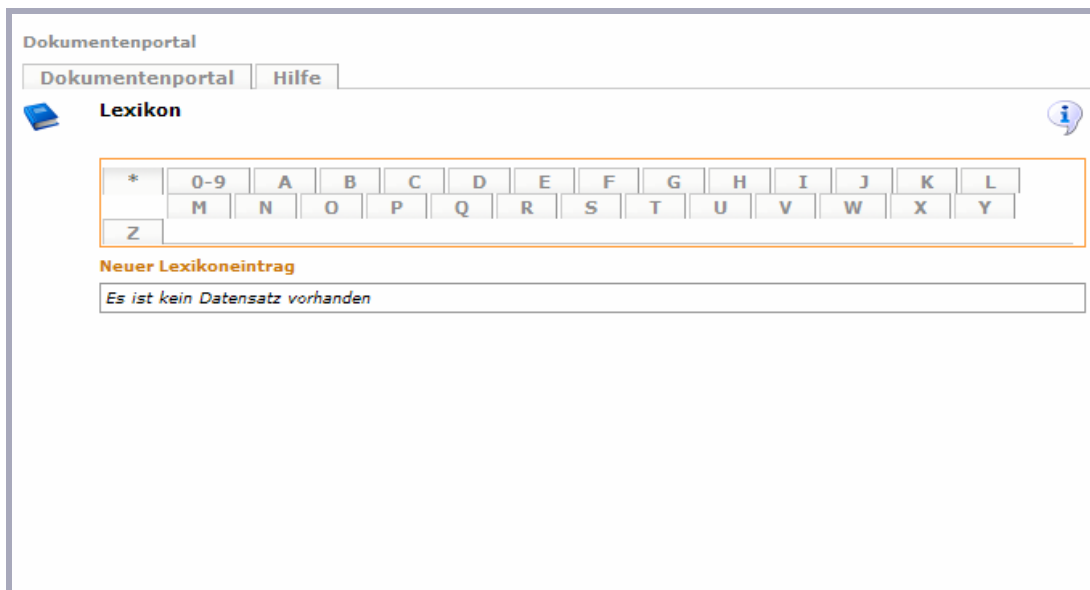 Dokumentenportal
Dokumentenportal Hilfe
Lexikon
* 0-9 A B C D E F G H I J K L
M N O P Q R S T U V W X Y
Z
Neuer Lexikoneintrag
Es ist kein Datensatz vorhanden